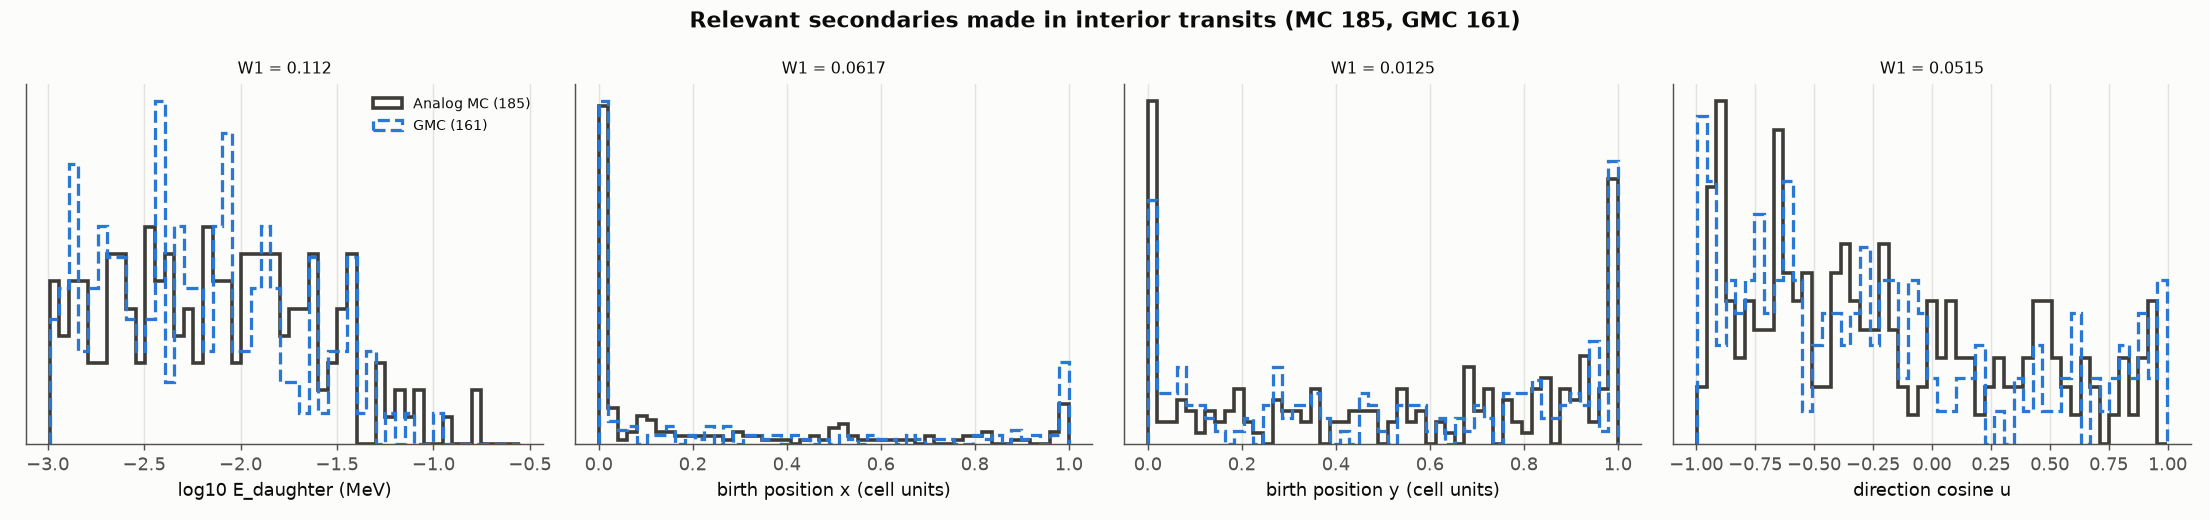 Relevant secondaries made in interior transits (MC 185, GMC 161)
W1 = 0.112
Analog MC (185)
GMC (161)
−3.0 −2.5 −2.0 −1.5 −1.0 −0.5
log10 E_daughter (MeV)
W1 = 0.0617
0.0 0.2 0.4 0.6 0.8 1.0
birth position x (cell units)
W1 = 0.0125
0.0 0.2 0.4 0.6 0.8 1.0
birth position y (cell units)
W1 = 0.0515
−1.00 −0.75 −0.50 −0.25 0.00 0.25 0.50 0.75 1.00
direction cosine u